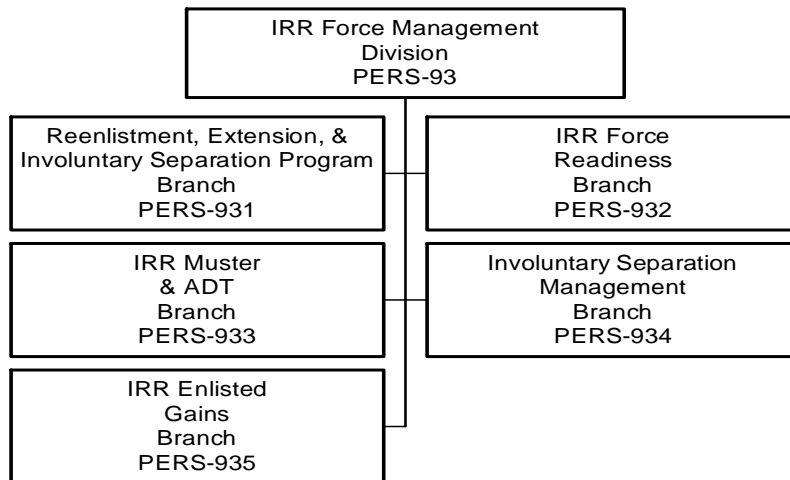 IRR Force Management
Division
PERS-93
Reenlistment, Extension, &
Involuntary Separation Program
Branch
PERS-931
IRR Force
Readiness
Branch
PERS-932
IRR Muster
& ADT
Branch
PERS-933
Involuntary Separation
Management
Branch
PERS-934
IRR Enlisted
Gains
Branch
PERS-935